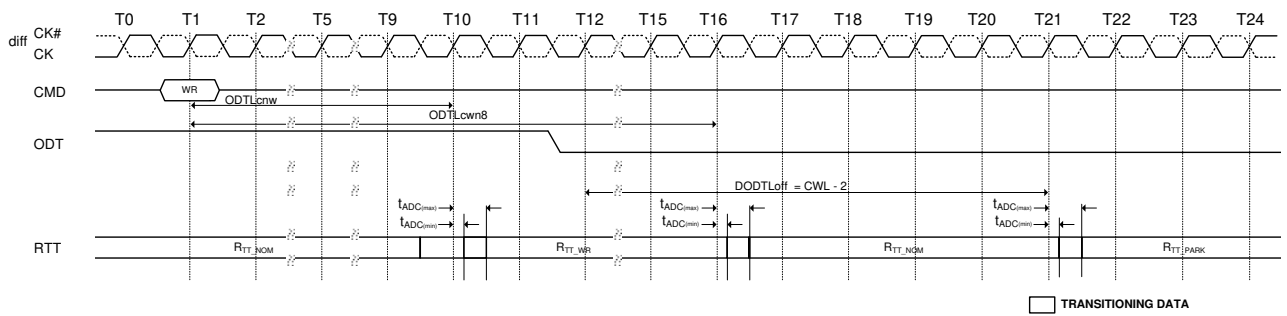 T0 T1 T2 T5 T9 T10 T11 T12 T15 T16 T17 T18 T19 T20 T21 T22 T23 T24
diff CK#
CK
CMD WR
ODTLcnw
ODTLcwn8
ODT
DODTLoff = CWL - 2
tADC(max) tADC(max) tADC(max)
tADC(min) tADC(min) tADC(min)
RTT RTT_NOM RTT_WR RTT_NOM RTT_PARK
TRANSITIONING DATA